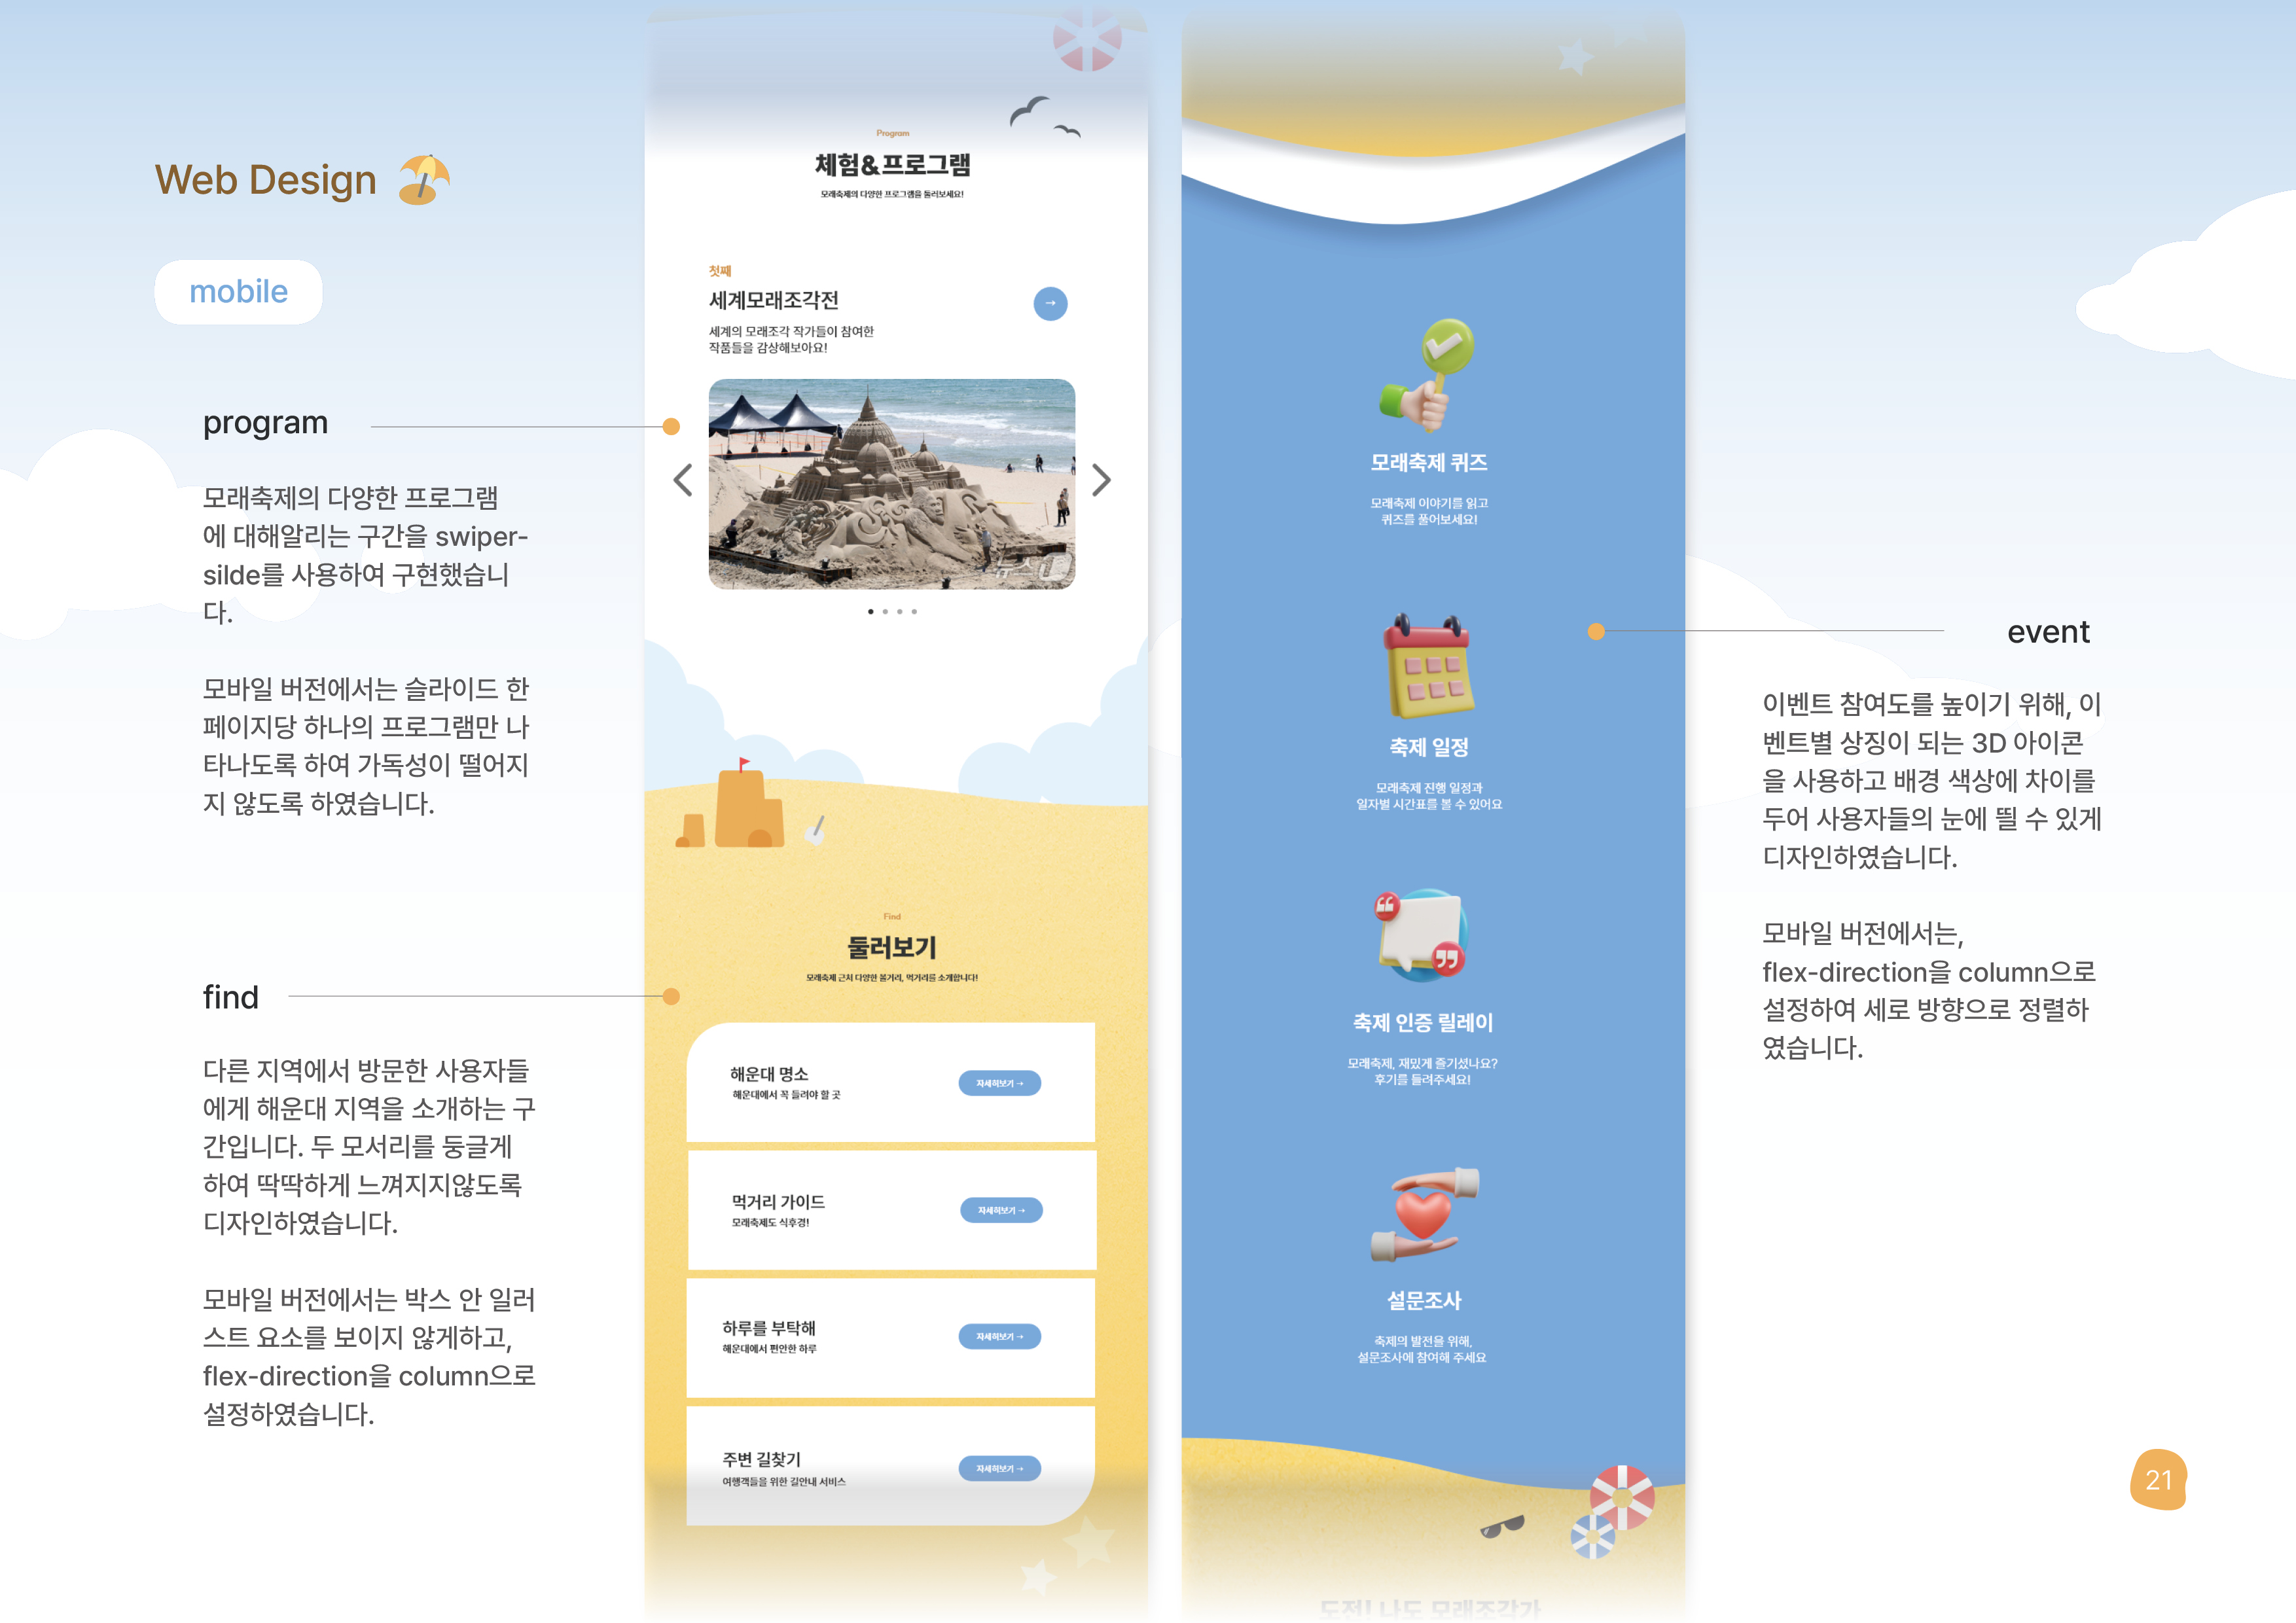 Web Design
mobile
program
모래축제의 다양한 프로그램
에 대해알리는 구간을 swiper-
silde를 사용하여 구현했습니
다.
모바일 버전에서는 슬라이드 한
페이지당 하나의 프로그램만 나
타나도록 하여 가독성이 떨어지
지 않도록 하였습니다.
find
다른 지역에서 방문한 사용자들
에게 해운대 지역을 소개하는 구
간입니다. 두 모서리를 둥글게
하여 딱딱하게 느껴지지않도록
디자인하였습니다.
모바일 버전에서는 박스 안 일러
스트 요소를 보이지 않게하고,
flex-direction을 column으로
설정하였습니다.
Program
체험&프로그램
모래축제의 다양한 프로그램을 둘러보세요!
첫째
세계모래조각전
→
세계의 모래조각 작가들이 참여한
작품들을 감상해보아요!
뉴스1
Find
둘러보기
모래축제 근처 다양한 볼거리, 먹거리를 소개합니다!
해운대 명소
해운대에서 꼭 들려야 할 곳
자세히보기 →
먹거리 가이드
모래축제도 식후경!
자세히보기 →
하루를 부탁해
해운대에서 편안한 하루
자세히보기 →
주변 길찾기
여행객들을 위한 길안내 서비스
자세히보기 →
모래축제 퀴즈
모래축제 이야기를 읽고
퀴즈를 풀어보세요!
축제 일정
모래축제 진행 일정과
일자별 시간표를 볼 수 있어요
축제 인증 릴레이
모래축제, 재밌게 즐기셨나요?
후기를 들려주세요!
설문조사
축제의 발전을 위해,
설문조사에 참여해 주세요
도전! 나도 모래조각가
event
이벤트 참여도를 높이기 위해, 이
벤트별 상징이 되는 3D 아이콘
을 사용하고 배경 색상에 차이를
두어 사용자들의 눈에 띌 수 있게
디자인하였습니다.
모바일 버전에서는,
flex-direction을 column으로
설정하여 세로 방향으로 정렬하
였습니다.
21